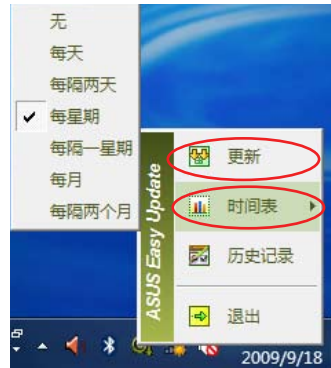 无
每天
每隔两天
每星期
每隔一星期
每月
每隔两个月
ASUS Easy Update
更新
时间表
历史记录
退出
2009/9/18